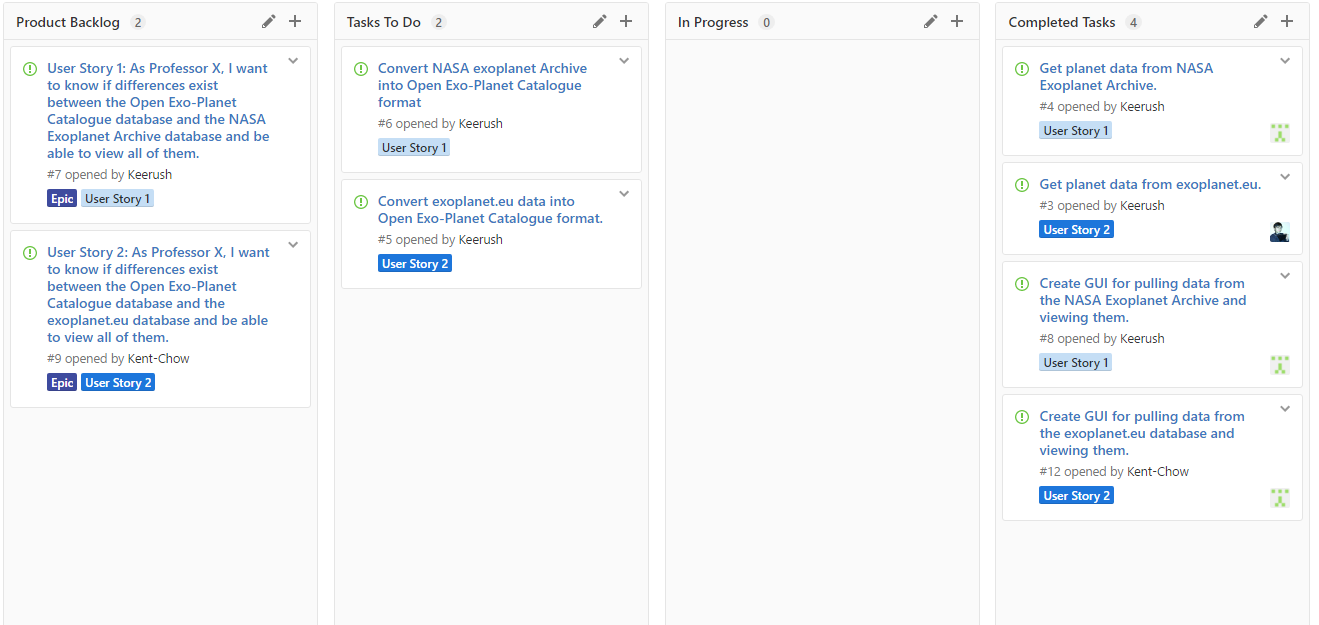 Product Backlog 2
User Story 1: As Professor X, I want
to know if differences exist
between the Open Exo-Planet
Catalogue database and the NASA
Exoplanet Archive database and be
able to view all of them.
#7 opened by Keerush
Epic User Story 1
User Story 2: As Professor X, I want
to know if differences exist
between the Open Exo-Planet
Catalogue database and the
exoplanet.eu database and be able
to view all of them.
#9 opened by Kent-Chow
Epic User Story 2
Tasks To Do 2
Convert NASA exoplanet Archive
into Open Exo-Planet Catalogue
format
#6 opened by Keerush
User Story 1
Convert exoplanet.eu data into
Open Exo-Planet Catalogue format.
#5 opened by Keerush
User Story 2
In Progress 0
Completed Tasks 4
Get planet data from NASA
Exoplanet Archive.
#4 opened by Keerush
User Story 1
Get planet data from exoplanet.eu.
#3 opened by Keerush
User Story 2
Create GUI for pulling data from
the NASA Exoplanet Archive and
viewing them.
#8 opened by Keerush
User Story 1
Create GUI for pulling data from
the exoplanet.eu database and
viewing them.
#12 opened by Kent-Chow
User Story 2